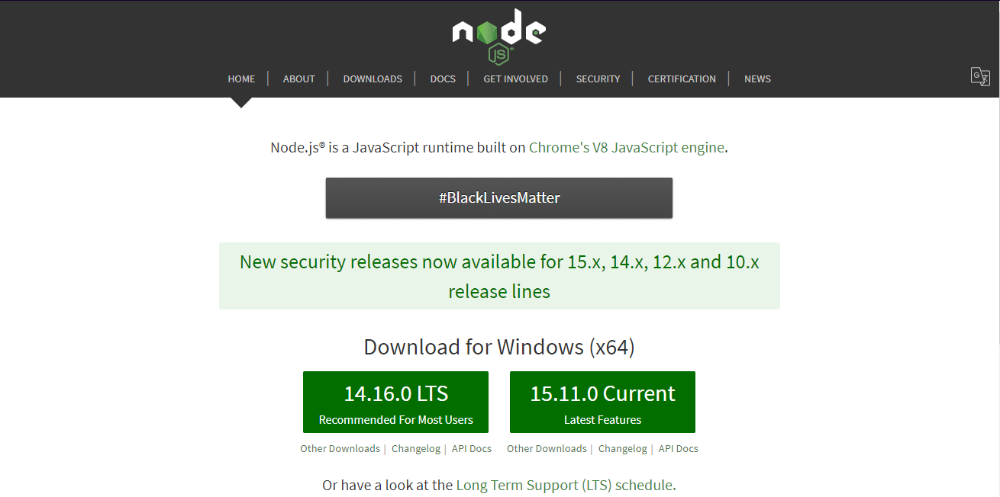 node
JS®
HOME | ABOUT | DOWNLOADS | DOCS | GET INVOLVED | SECURITY | CERTIFICATION | NEWS
Node.js® is a JavaScript runtime built on Chrome's V8 JavaScript engine.
#BlackLivesMatter
New security releases now available for 15.x, 14.x, 12.x and 10.x
release lines
Download for Windows (x64)
14.16.0 LTS
Recommended For Most Users
15.11.0 Current
Latest Features
Other Downloads | Changelog | API Docs
Other Downloads | Changelog | API Docs
Or have a look at the Long Term Support (LTS) schedule.